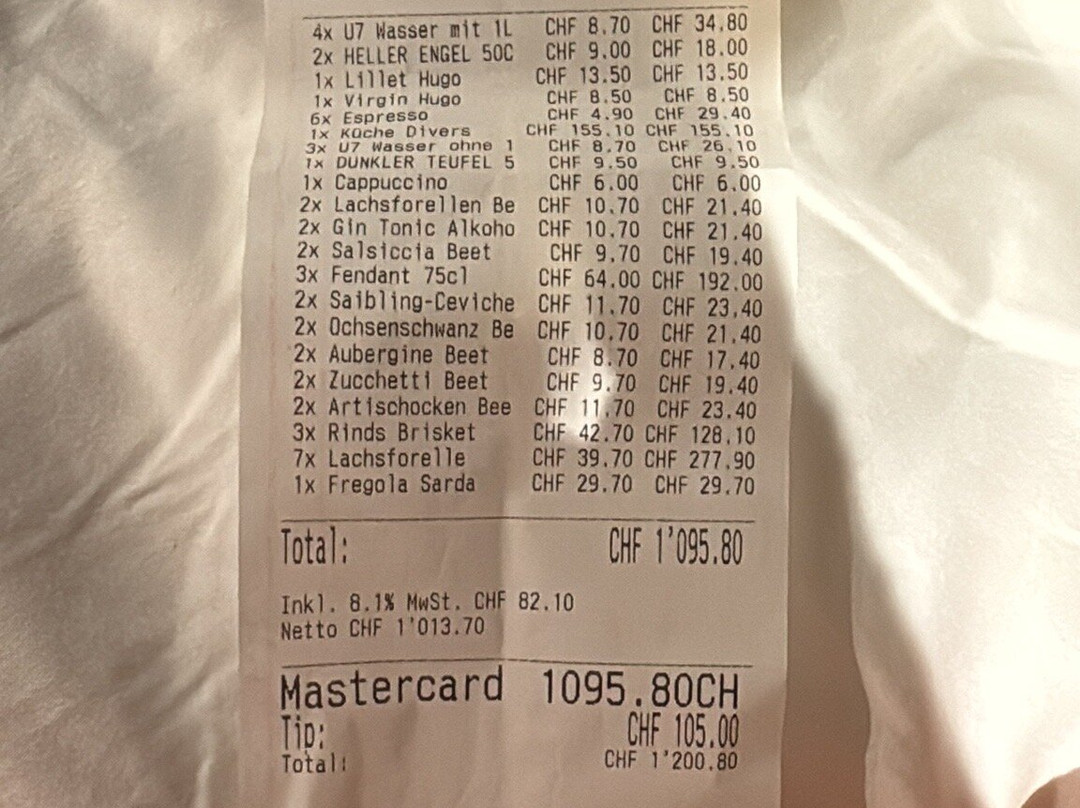 4x U7 Wasser mit 1L CHF 8.70 CHF 34.80
2x HELLER ENGEL 50C CHF 9.00 CHF 18.00
1x Lillet Hugo CHF 13.50 CHF 13.50
1x Virgin Hugo CHF 8.50 CHF 8.50
6x Espresso CHF 4.90 CHF 29.40
1x Küche Divers CHF 155.10 CHF 155.10
3x U7 Wasser ohne 1 CHF 8.70 CHF 26.10
1x DUNKLER TEUFEL 5 CHF 9.50 CHF 9.50
1x Cappuccino CHF 6.00 CHF 6.00
2x Lachsforellen Be CHF 10.70 CHF 21.40
2x Gin Tonic Alkoho CHF 10.70 CHF 21.40
2x Salsiccia Beet CHF 9.70 CHF 19.40
3x Fendant 75cl CHF 64.00 CHF 192.00
2x Saibling-Ceviche CHF 11.70 CHF 23.40
2x Ochsenschwanz Be CHF 10.70 CHF 21.40
2x Aubergine Beet CHF 8.70 CHF 17.40
2x Zucchetti Beet CHF 9.70 CHF 19.40
2x Artischocken Bee CHF 11.70 CHF 23.40
3x Rinds Brisket CHF 42.70 CHF 128.10
7x Lachsforelle CHF 39.70 CHF 277.90
1x Fregola Sarda CHF 29.70 CHF 29.70
Total: CHF 1'095.80
Inkl. 8.1% MwSt. CHF 82.10
Netto CHF 1'013.70
Mastercard 1095.80CH
Tip: CHF 105.00
Total: CHF 1'200.80